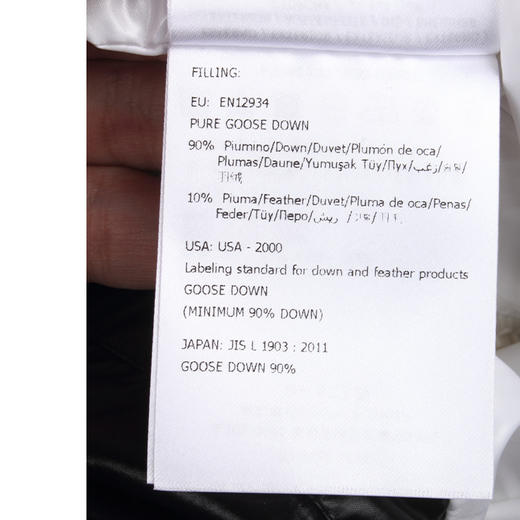 FILLING:
EU: EN12934
PURE GOOSE DOWN
90% Piumino/Down/Duvet/Plumón de oca/
Plumas/Daune/Yumuşak Tüy/Пух/زغب/
10% Piuma/Feather/Duvet/Pluma de oca/Penas/
Feder/Tüy/Перо/ريش/
USA: USA - 2000
Labeling standard for down and feather products
GOOSE DOWN
(MINIMUM 90% DOWN)
JAPAN: JIS L 1903 : 2011
GOOSE DOWN 90%